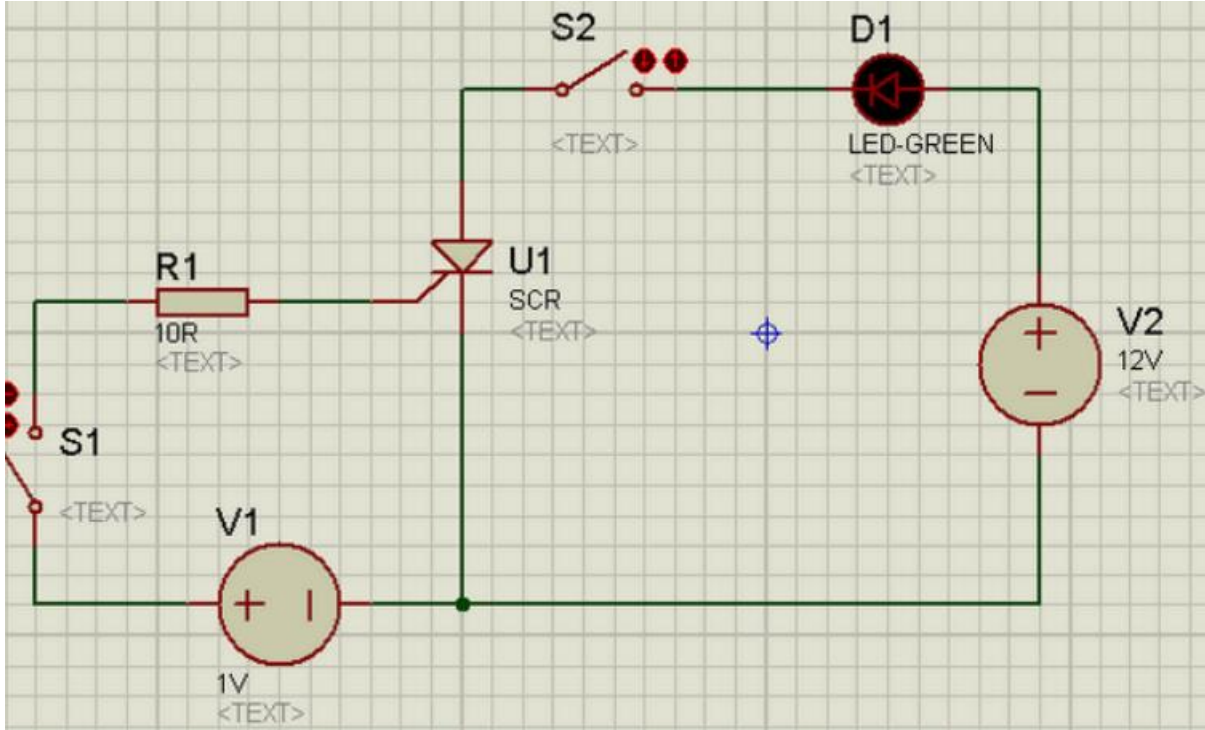 S2
<TEXT>
D1
LED-GREEN
<TEXT>
R1
10R
<TEXT>
U1
SCR
<TEXT>
V2
12V
<TEXT>
S1
<TEXT>
V1
1V
<TEXT>